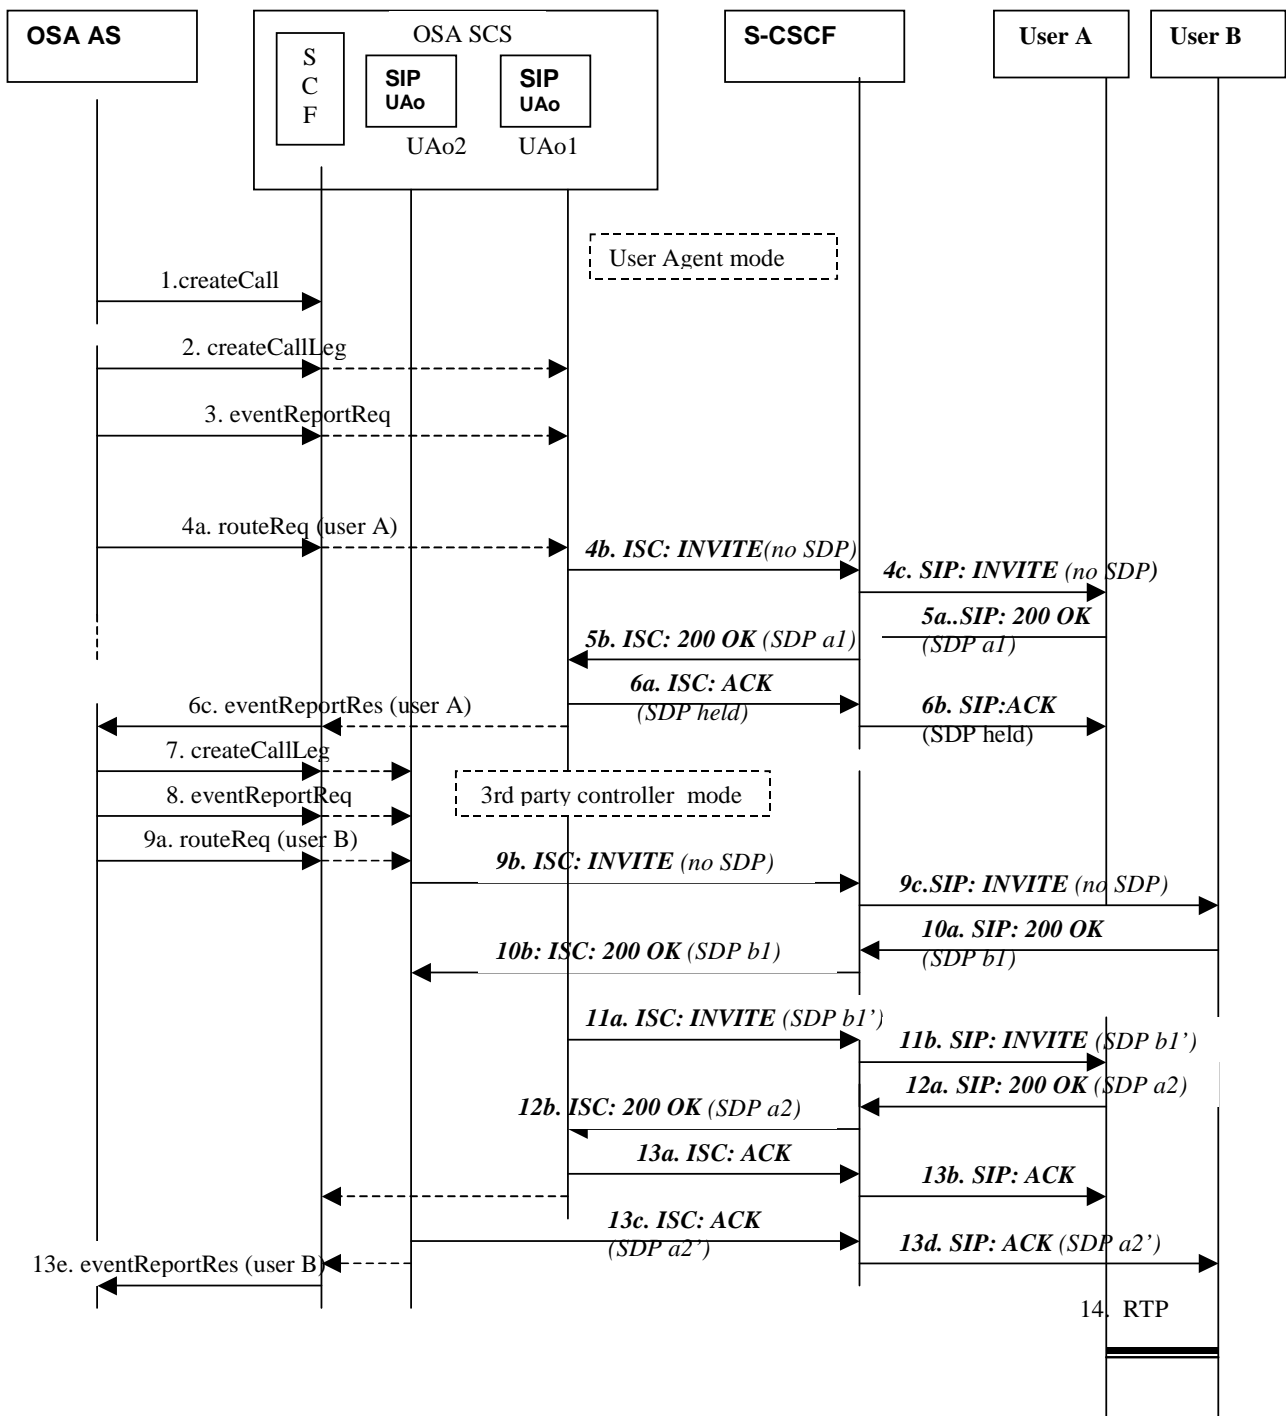 OSA AS
OSA SCS
S-CSCF
User A
User B
S
C
F
SIP
UAo
SIP
UAo
UAo2
UAo1
User Agent mode
1.createCall
2. createCallLeg
3. eventReportReq
4a. routeReq (user A)
4b. ISC: INVITE(no SDP)
4c. SIP: INVITE (no SDP)
5a..SIP: 200 OK
(SDP a1)
5b. ISC: 200 OK (SDP a1)
6a. ISC: ACK
(SDP held)
6b. SIP:ACK
(SDP held)
6c. eventReportRes (user A)
7. createCallLeg
8. eventReportReq
3rd party controller mode
9a. routeReq (user B)
9b. ISC: INVITE (no SDP)
9c.SIP: INVITE (no SDP)
10a. SIP: 200 OK
(SDP b1)
10b: ISC: 200 OK (SDP b1)
11a. ISC: INVITE (SDP b1’)
11b. SIP: INVITE (SDP b1’)
12a. SIP: 200 OK (SDP a2)
12b. ISC: 200 OK (SDP a2)
13a. ISC: ACK
13b. SIP: ACK
13c. ISC: ACK
(SDP a2’)
13d. SIP: ACK (SDP a2’)
13e. eventReportRes (user B)
14. RTP